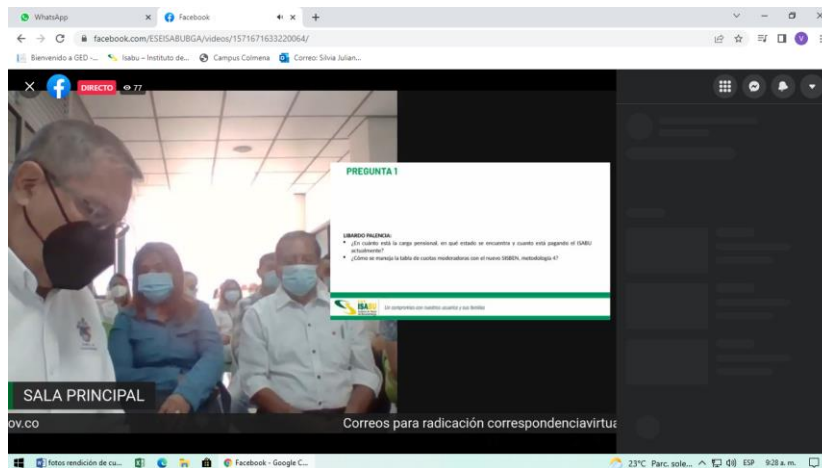 WhatsApp
Facebook
facebook.com/ESEISABUBGA/videos/1571671633220064/
Bienvenido a GED -...
Isabu – Instituto de...
Campus Colmena
Correo: Silvia Julian...
DIRECTO
77
PREGUNTA 1
LIBARDO PALENCIA:
¿En cuánto está la carga pensional, en qué estado se encuentra y cuanto está pagando el ISABU
actualmente?
¿Cómo se maneja la tabla de cuotas moderadoras con el nuevo SISBEN, metodología 4?
ISABU
Un compromiso con nuestros usuarios y sus familias
SALA PRINCIPAL
ov.co
Correos para radicación correspondenciavirtua
fotos rendición de cu...
Facebook - Google C...
23°C Parc. sole...
ESP
9:28 a. m.